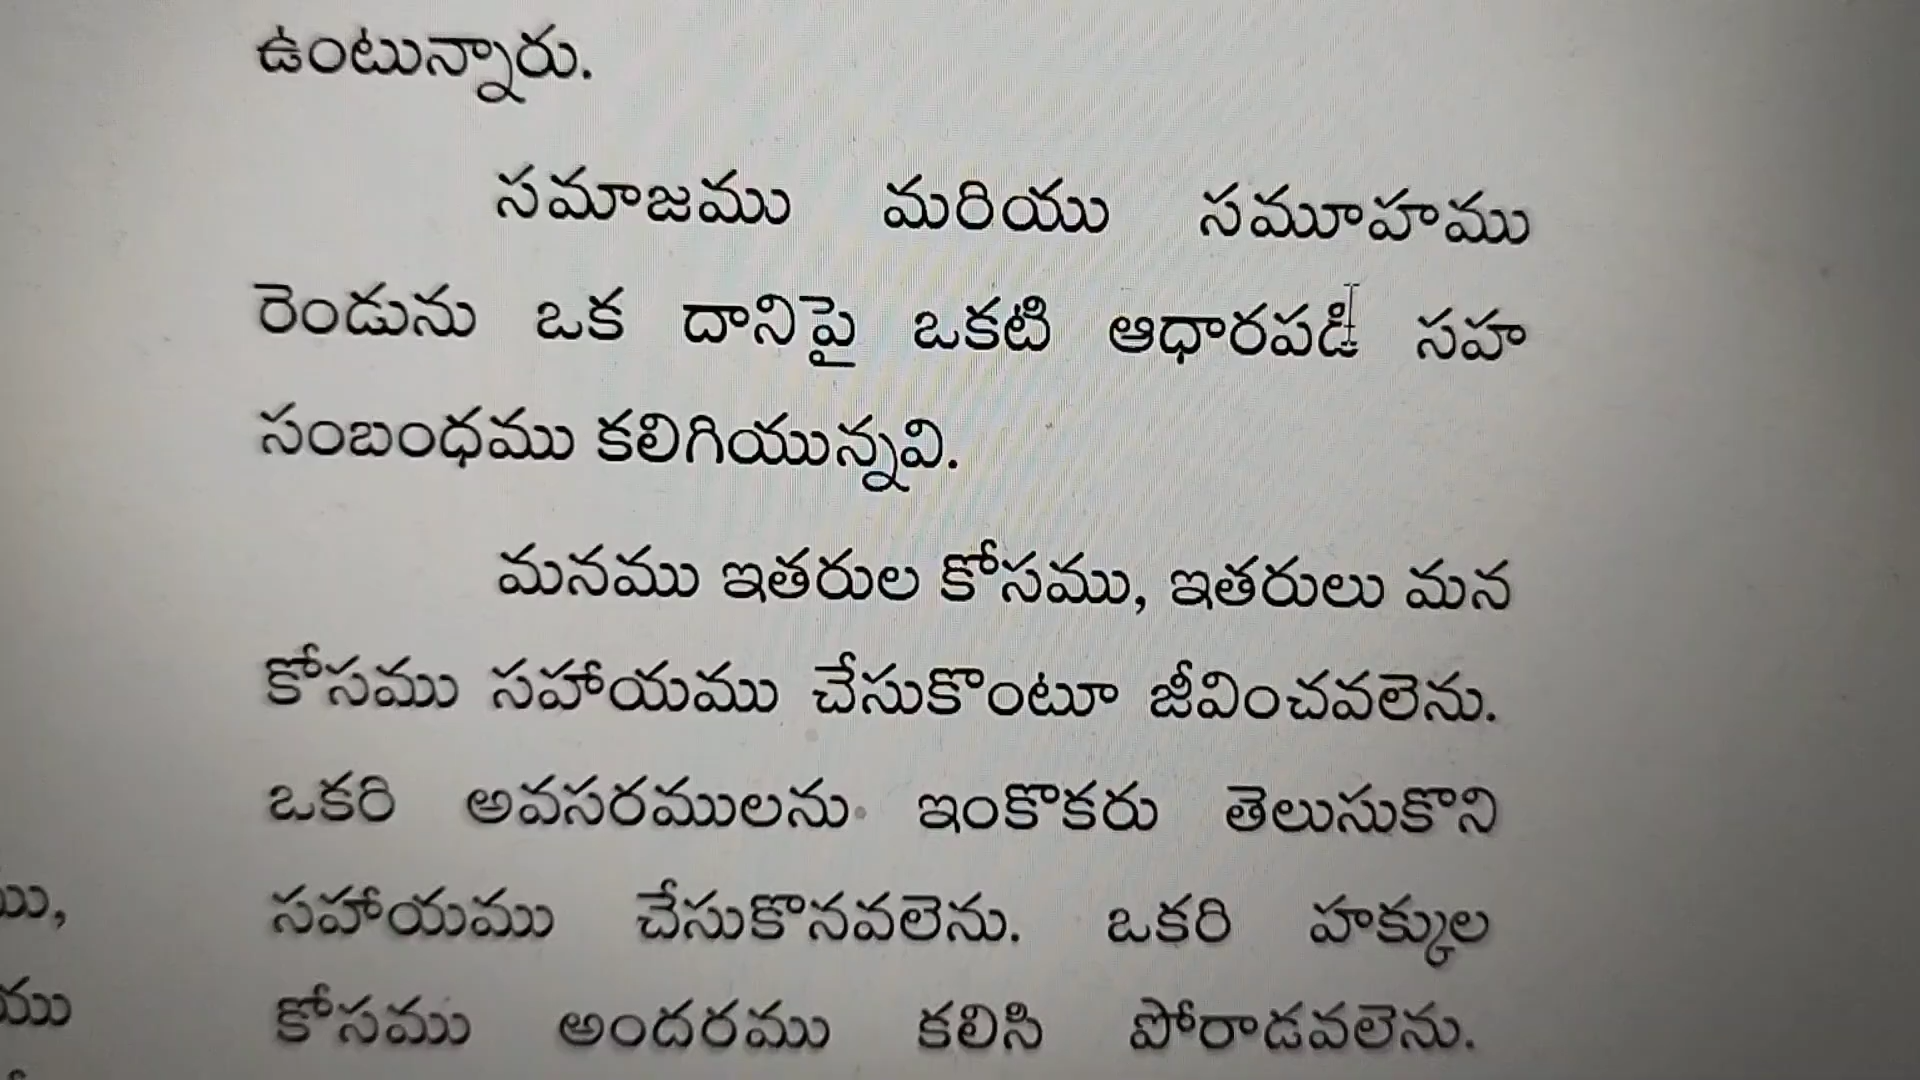 ఉంటున్నారు.
సమాజము మరియు సమూహము
రెండును ఒక దానిపై ఒకటి ఆధారపడి సహ
సంబంధము కలిగియున్నవి.
మనము ఇతరుల కోసము, ఇతరులు మన
కోసము సహాయము చేసుకొంటూ జీవించవలెను.
ఒకరి అవసరములను ఇంకొకరు తెలుసుకొని
సహాయము చేసుకొనవలెను. ఒకరి హక్కుల
కోసము అందరము కలిసి పోరాడవలెను.